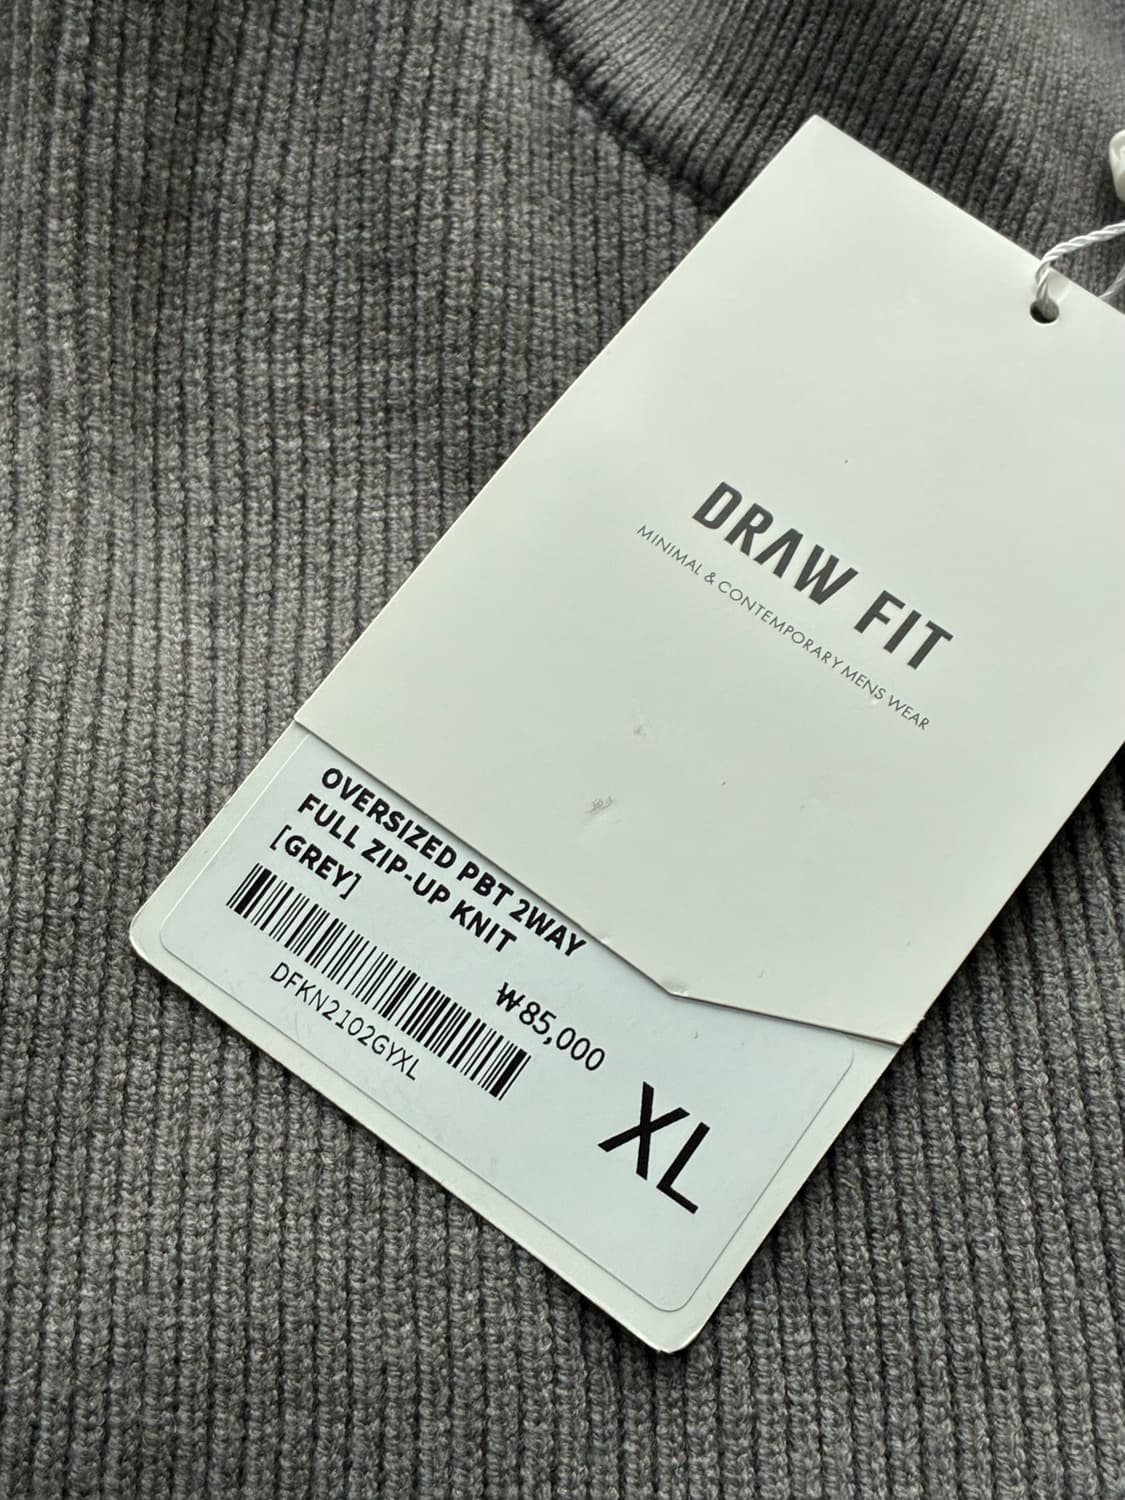 DRAW FIT
MINIMAL & CONTEMPORARY MENS WEAR
OVERSIZED PBT 2WAY
FULL ZIP-UP KNIT
[GREY]
₩85,000
DFKN2102GYXL
XL